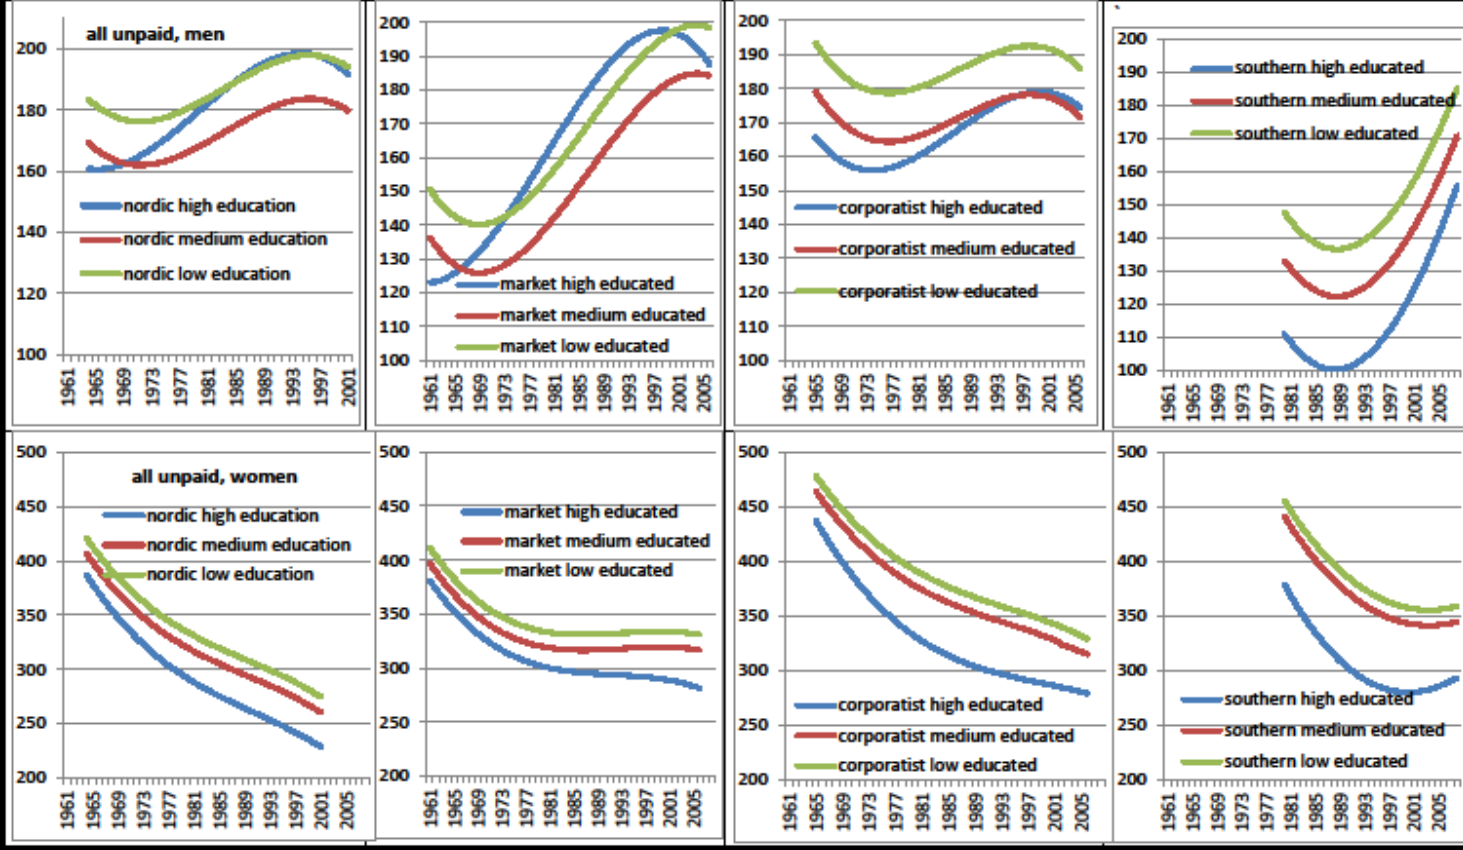 all unpaid, men
200
180
160
140
120
100
nordic high education
nordic medium education
nordic low education
1961 1965 1969 1973 1977 1981 1985 1989 1993 1997 2001
200
190
180
170
160
150
140
130
120
110
100
market high educated
market medium educated
market low educated
1961 1965 1969 1973 1977 1981 1985 1989 1993 1997 2001 2005
200
190
180
170
160
150
140
130
120
110
100
corporatist high educated
corporatist medium educated
corporatist low educated
1961 1965 1969 1973 1977 1981 1985 1989 1993 1997 2001 2005
200
190
180
170
160
150
140
130
120
110
100
southern high educated
southern medium educated
southern low educated
1961 1965 1969 1973 1977 1981 1985 1989 1993 1997 2001 2005
all unpaid, women
500
450
400
350
300
250
200
nordic high education
nordic medium education
nordic low education
1961 1965 1969 1973 1977 1981 1985 1989 1993 1997 2001 2005
500
450
400
350
300
250
200
market high educated
market medium educated
market low educated
1961 1965 1969 1973 1977 1981 1985 1989 1993 1997 2001 2005
500
450
400
350
300
250
200
corporatist high educated
corporatist medium educated
corporatist low educated
1961 1965 1969 1973 1977 1981 1985 1989 1993 1997 2001 2005
500
450
400
350
300
250
200
southern high educated
southern medium educated
southern low educated
1961 1965 1969 1973 1977 1981 1985 1989 1993 1997 2001 2005